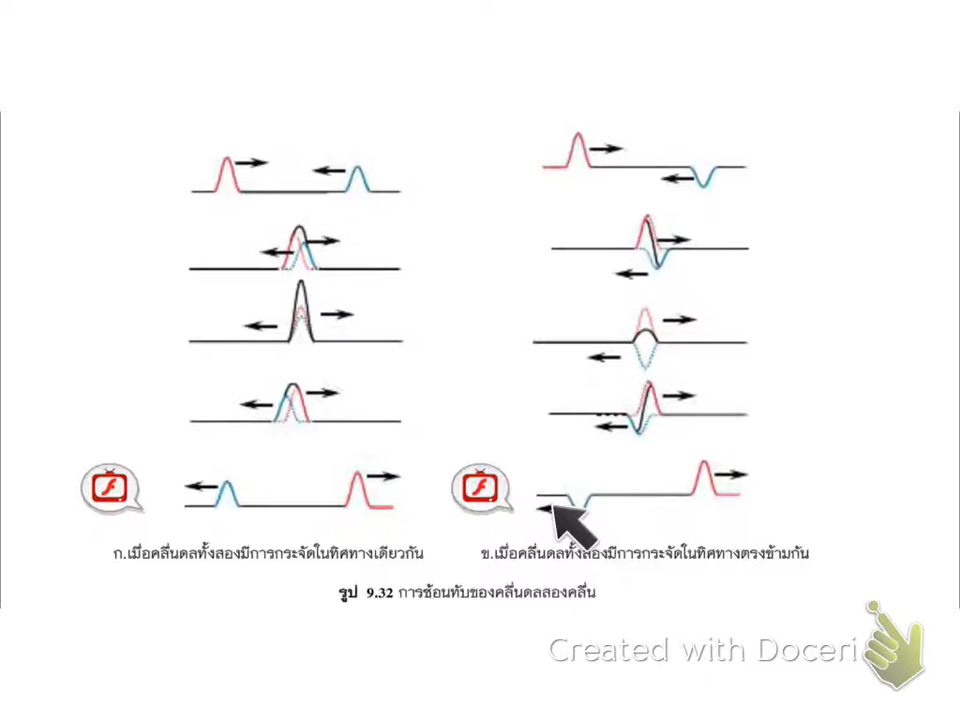 ก.เมื่อคลื่นดลทั้งสองมีการกระจัดในทิศทางเดียวกัน
ข.เมื่อคลื่นดลทั้งสองมีการกระจัดในทิศทางตรงข้ามกัน
รูป 9.32 การซ้อนทับของคลื่นดลสองคลื่น
Created with Doceri